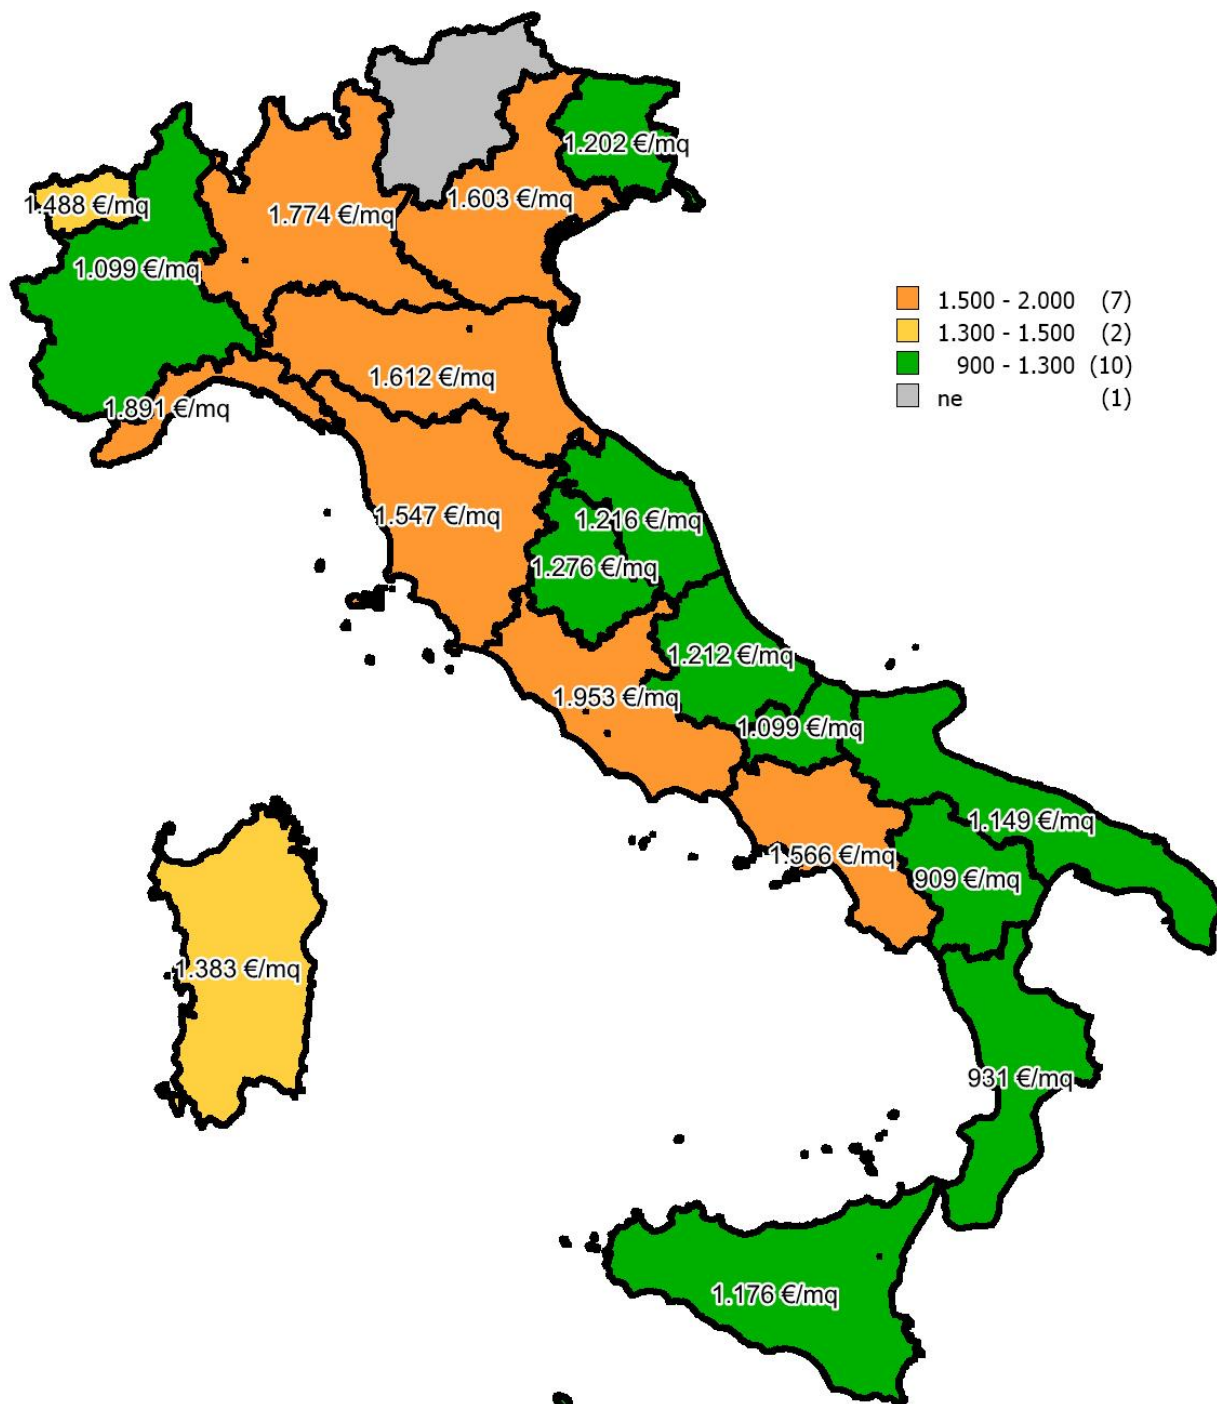 1.202 €/mq
1.488 €/mq
1.774 €/mq
1.603 €/mq
1.099 €/mq
1.500 - 2.000 (7)
1.300 - 1.500 (2)
900 - 1.300 (10)
ne (1)
1.612 €/mq
1.891 €/mq
1.547 €/mq
1.216 €/mq
1.276 €/mq
1.212 €/mq
1.953 €/mq
1.099 €/mq
1.149 €/mq
1.566 €/mq
909 €/mq
1.383 €/mq
931 €/mq
1.176 €/mq